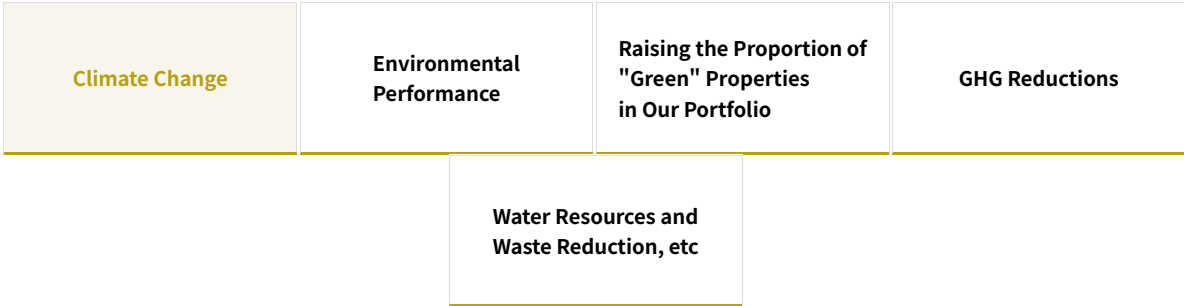 Climate Change
Environmental
Performance
Raising the Proportion of
"Green" Properties
in Our Portfolio
GHG Reductions
Water Resources and
Waste Reduction, etc